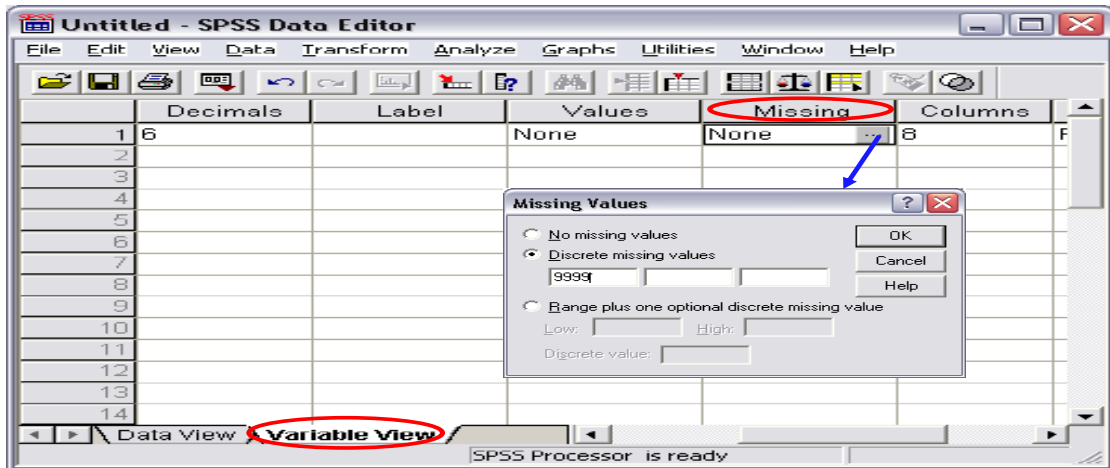 Untitled - SPSS Data Editor
File Edit View Data Transform Analyze Graphs Utilities Window Help
Decimals Label Values Missing Columns
1 6 None None ... 8
2
3
4
Missing Values
5
No missing values OK
6
Discrete missing values Cancel
7
9999
8
Help
9
Range plus one optional discrete missing value
10
Low: High:
11
Discrete value:
12
13
14
Data View Variable View
SPSS Processor is ready